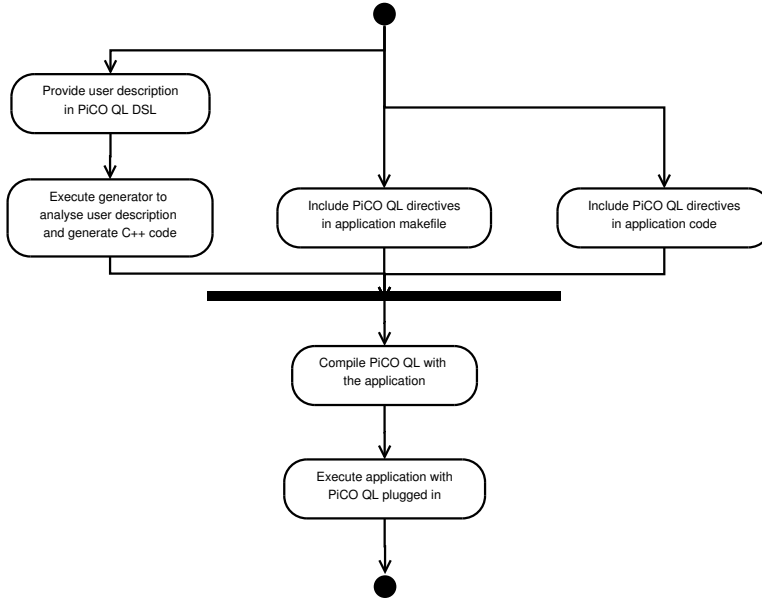 Provide user description
in PiCO QL DSL
Execute generator to
analyse user description
and generate C++ code
Include PiCO QL directives
in application makefile
Include PiCO QL directives
in application code
Compile PiCO QL with
the application
Execute application with
PiCO QL plugged in